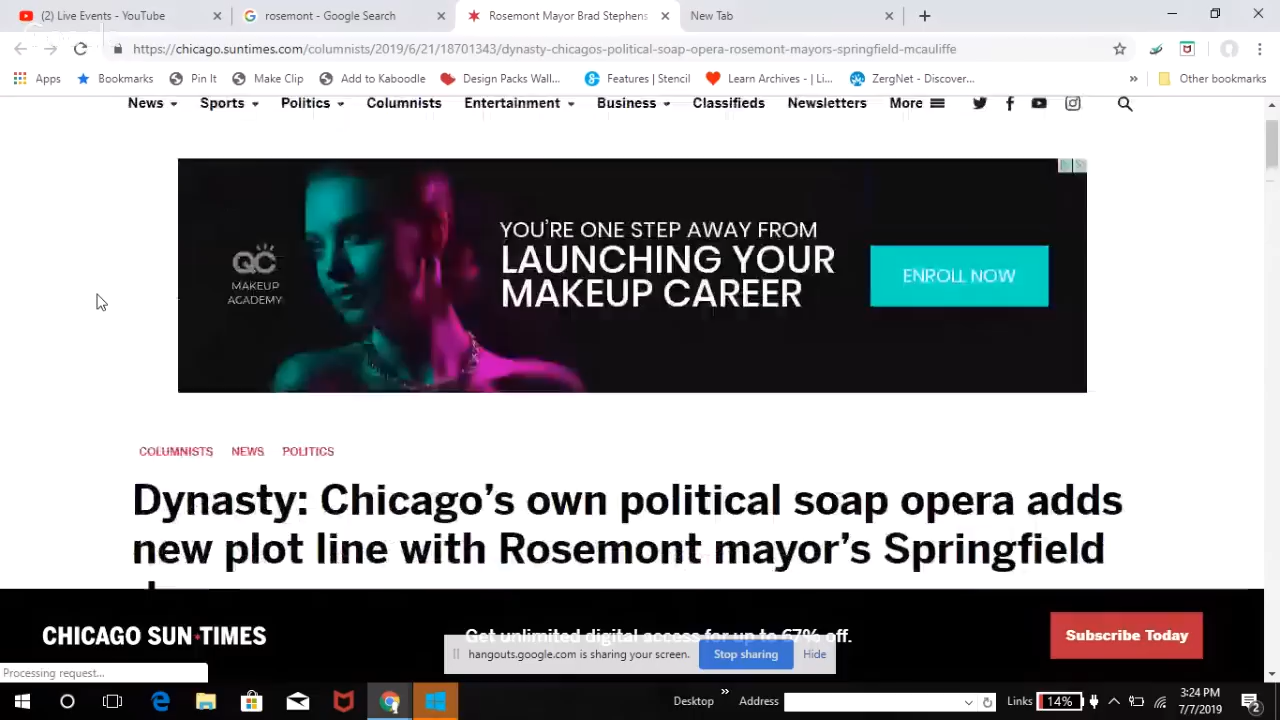 (2) Live Events - YouTube
rosemont - Google Search
Rosemont Mayor Brad Stephens
New Tab
https://chicago.suntimes.com/columnists/2019/6/21/18701343/dynasty-chicagos-political-soap-opera-rosemont-mayors-springfield-mcauliffe
Apps
Bookmarks
Pin It
Make Clip
Add to Kaboodle
Design Packs Wall...
Features | Stencil
Learn Archives - | Li...
ZergNet - Discover...
»
Other bookmarks
News
Sports
Politics
Columnists
Entertainment
Business
Classifieds
Newsletters
More
QC
MAKEUP
ACADEMY
YOU'RE ONE STEP AWAY FROM
LAUNCHING YOUR
MAKEUP CAREER
ENROLL NOW
COLUMNISTS NEWS POLITICS
Dynasty: Chicago's own political soap opera adds
new plot line with Rosemont mayor's Springfield
CHICAGO SUN TIMES
Get unlimited digital access for up to 67% off.
Subscribe Today
hangouts.google.com is sharing your screen.
Stop sharing
Hide
Processing request...
Desktop
»
Address
Links
14%
3:24 PM
7/7/2019
2